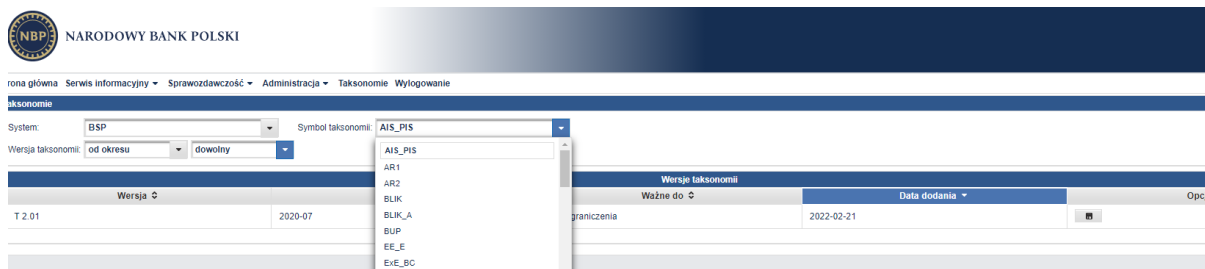 NBP NARODOWY BANK POLSKI
rona główna Serwis informacyjny Sprawozdawczość Administracja Taksonomie Wylogowanie
aksonomie
System: BSP Symbol taksonomii: AIS_PIS
Wersja taksonomii: od okresu dowolny
AIS_PIS
AR1
AR2
BLIK
BLIK_A
BUP
EE_E
ExE_BC
Wersje taksonomii
Wersja Ważne do Data dodania Opc
T 2.01 2020-07 graniczenia 2022-02-21